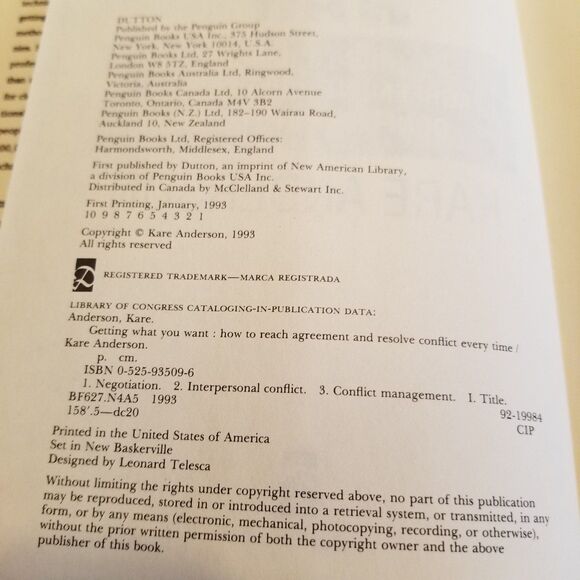 DUTTON
Published by the Penguin Group
Penguin Books USA Inc., 375 Hudson Street,
New York, New York 10014, U.S.A.
Penguin Books Ltd, 27 Wrights Lane,
London W8 5TZ, England
Penguin Books Australia Ltd, Ringwood,
Victoria, Australia
Penguin Books Canada Ltd, 10 Alcorn Avenue
Toronto, Ontario, Canada M4V 3B2
Penguin Books (N.Z.) Ltd, 182–190 Wairau Road,
Auckland 10, New Zealand
Penguin Books Ltd, Registered Offices:
Harmondsworth, Middlesex, England
First published by Dutton, an imprint of New American Library,
a division of Penguin Books USA Inc.
Distributed in Canada by McClelland & Stewart Inc.
First Printing, January, 1993
10 9 8 7 6 5 4 3 2 1
Copyright © Kare Anderson, 1993
All rights reserved
D REGISTERED TRADEMARK—MARCA REGISTRADA
LIBRARY OF CONGRESS CATALOGING-IN-PUBLICATION DATA:
Anderson, Kare.
Getting what you want : how to reach agreement and resolve conflict every time /
Kare Anderson.
p. cm.
ISBN 0-525-93509-6
1. Negotiation. 2. Interpersonal conflict. 3. Conflict management. I. Title.
BF627.N4A5 1993
158'.5—dc20 92-19984
CIP
Printed in the United States of America
Set in New Baskerville
Designed by Leonard Telesca
Without limiting the rights under copyright reserved above, no part of this publication
may be reproduced, stored in or introduced into a retrieval system, or transmitted, in any
form, or by any means (electronic, mechanical, photocopying, recording, or otherwise),
without the prior written permission of both the copyright owner and the above
publisher of this book.